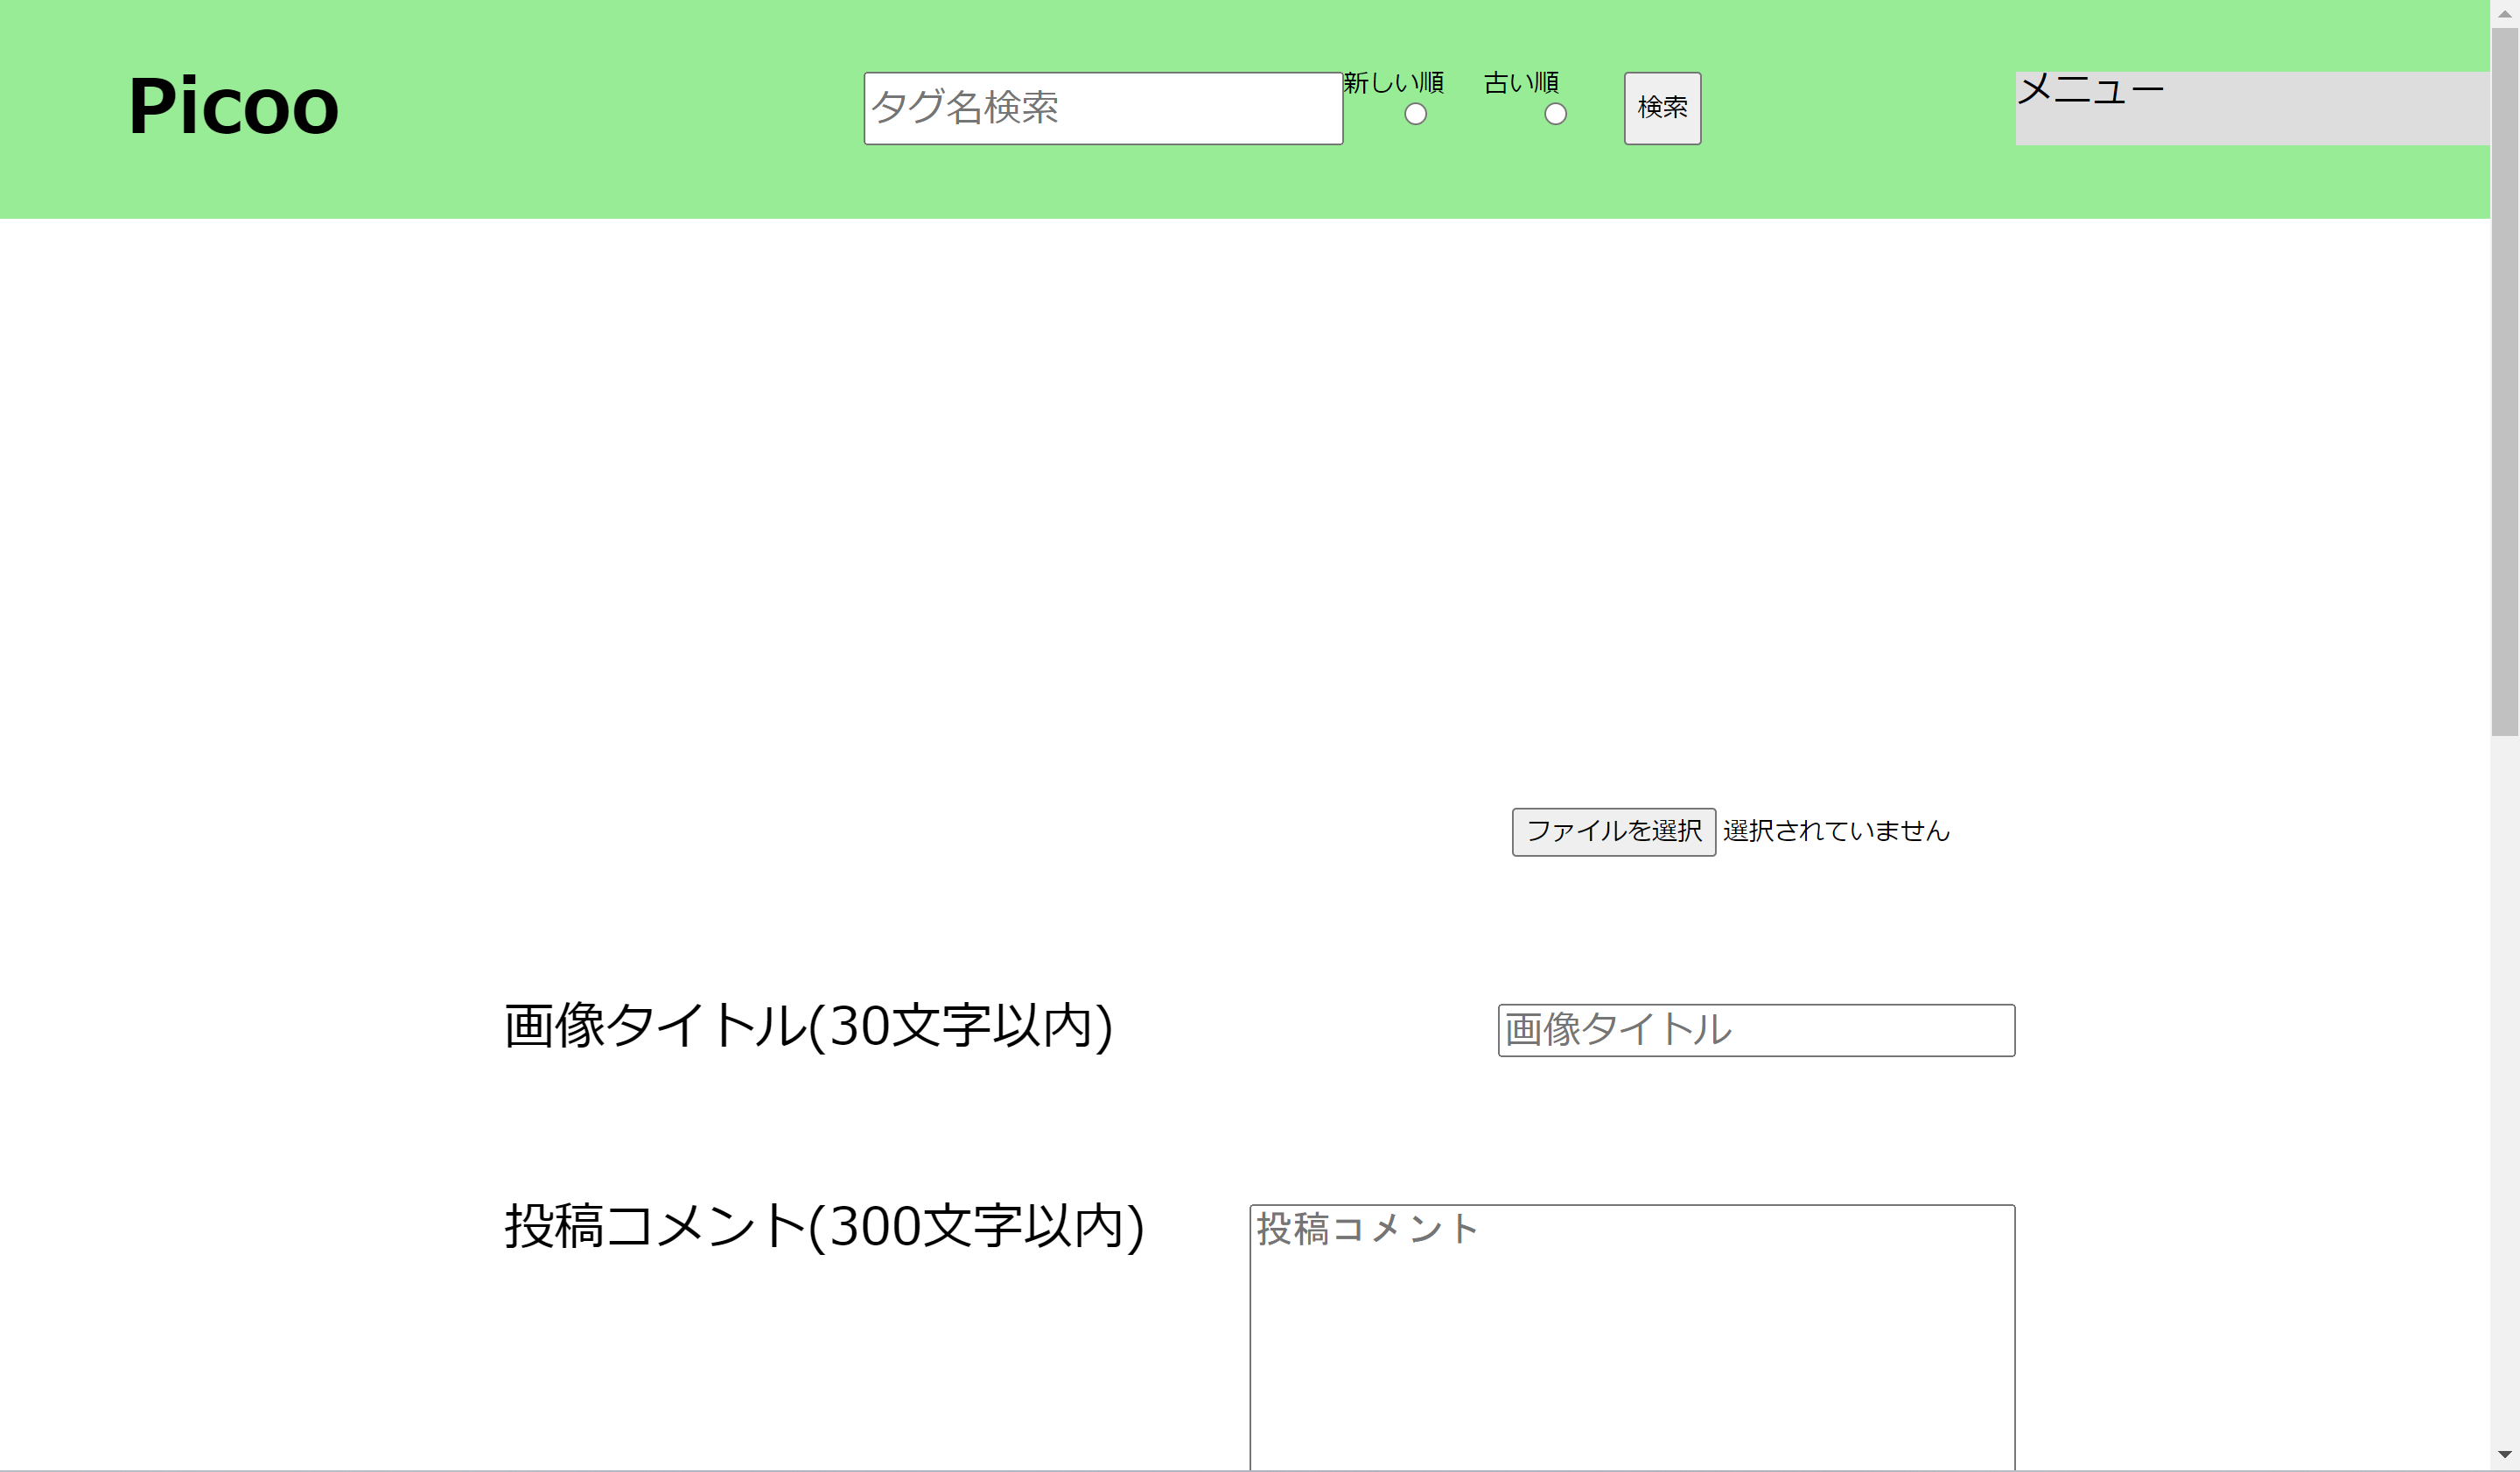 Picoo
タグ名検索
新しい順 古い順
検索
メニュー
ファイルを選択 選択されていません
画像タイトル(30文字以内)
画像タイトル
投稿コメント(300文字以内)
投稿コメント